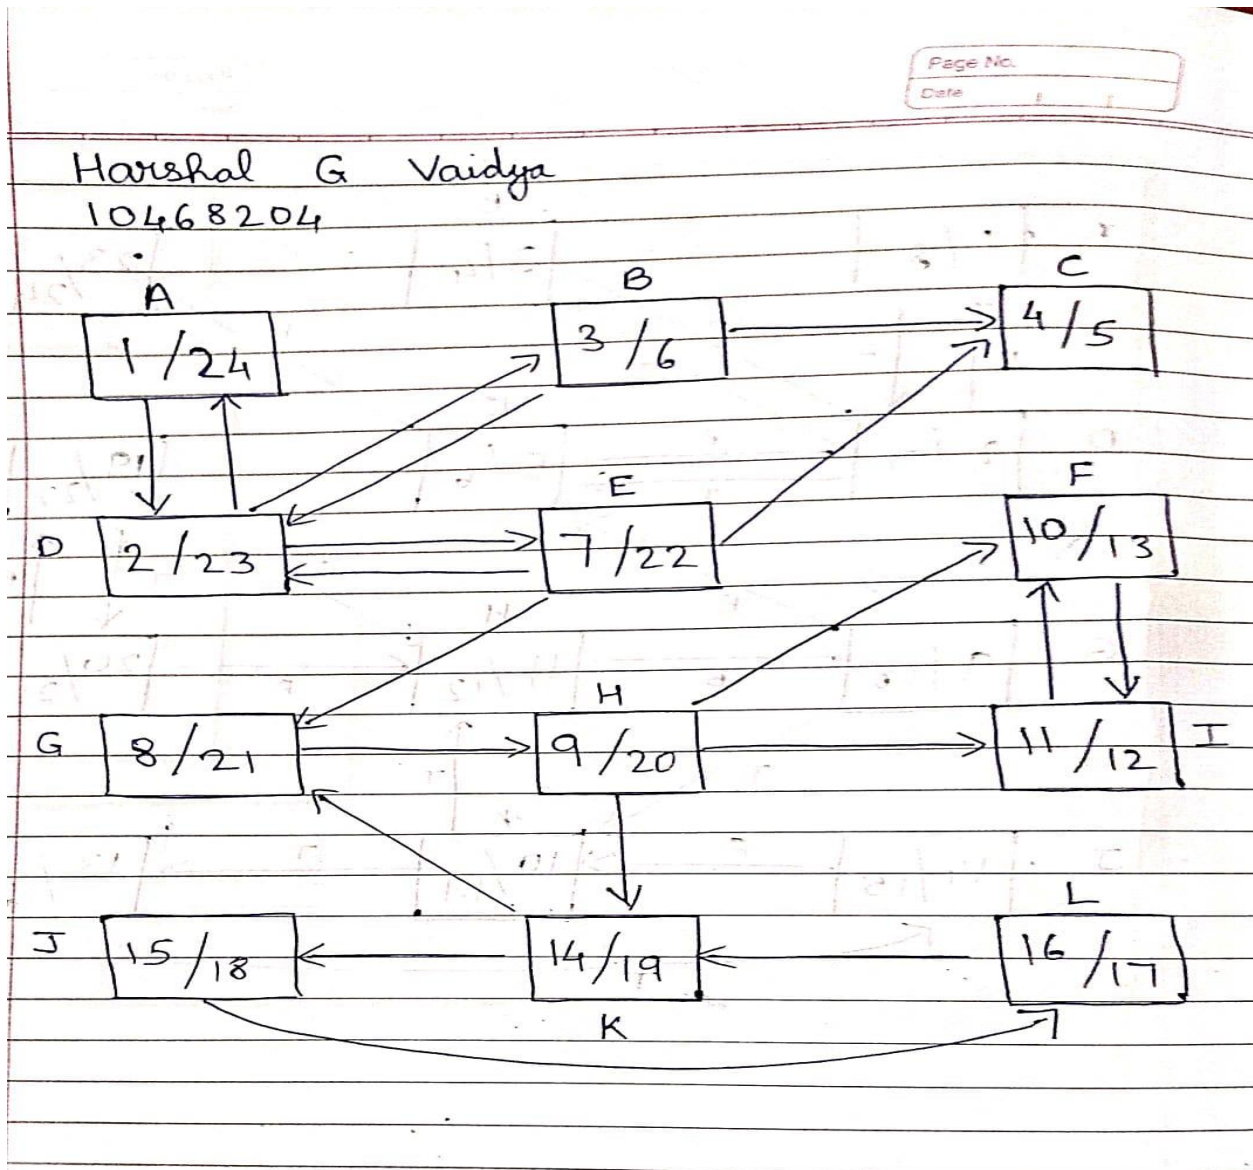 Page No.
Date
Harshal G Vaidya
10468204
A B C
1/24 3/6 4/5
E F
D 2/23 7/22 10/13
H
G 8/21 9/20 11/12 I
L
J 15/18 14/19 16/17
K